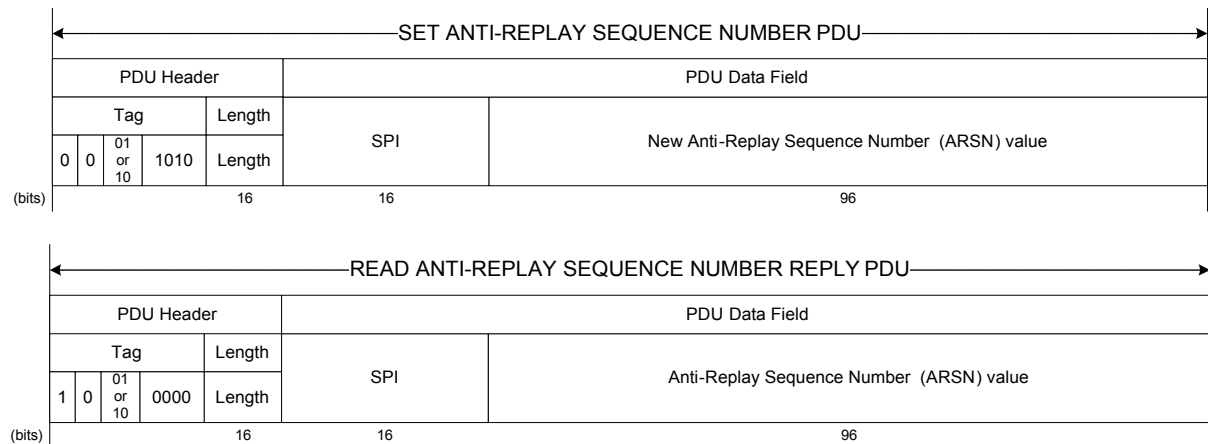 SET ANTI-REPLAY SEQUENCE NUMBER PDU
PDU Header PDU Data Field
Tag Length
SPI New Anti-Replay Sequence Number (ARSN) value
0 0 01 or 10 1010 Length
(bits) 16 16 96
READ ANTI-REPLAY SEQUENCE NUMBER REPLY PDU
PDU Header PDU Data Field
Tag Length
SPI Anti-Replay Sequence Number (ARSN) value
1 0 01 or 10 0000 Length
(bits) 16 16 96